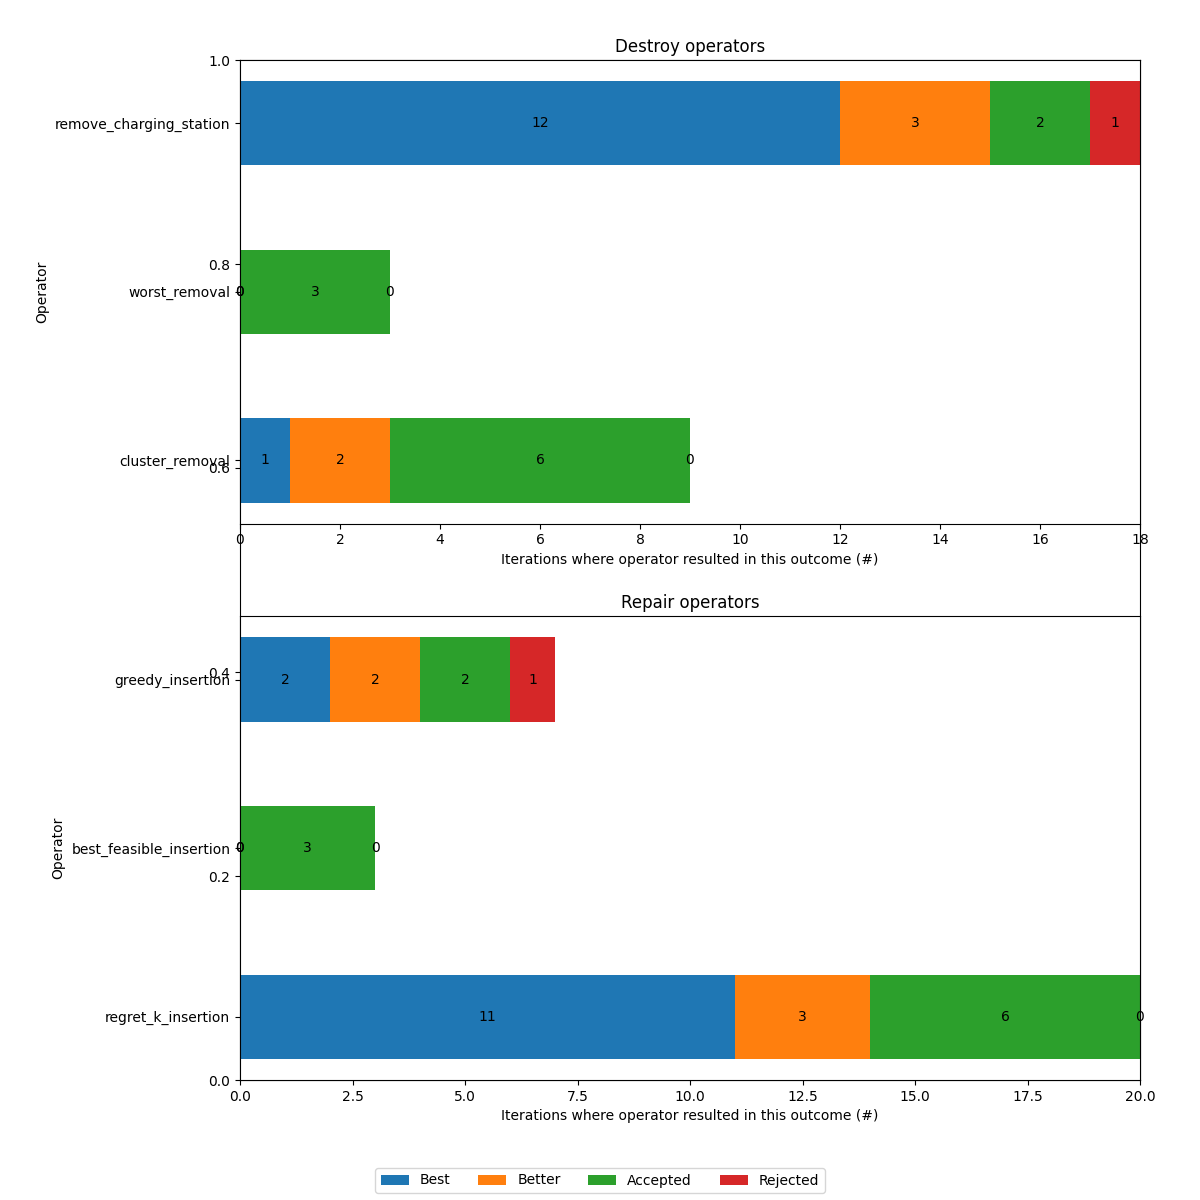 Destroy operators
1.0
remove_charging_station 12 3 2 1
0.8
worst_removal 0 0 3 0
cluster_removal 1 2 6 0
0.6
Operator
0 2 4 6 8 10 12 14 16 18
Iterations where operator resulted in this outcome (#)
Repair operators
0.4
greedy_insertion 2 2 2 1
best_feasible_insertion 0 0 3 0
0.2
Operator
regret_k_insertion 11 3 6 0
0.0
0.0 2.5 5.0 7.5 10.0 12.5 15.0 17.5 20.0
Iterations where operator resulted in this outcome (#)
Best Better Accepted Rejected